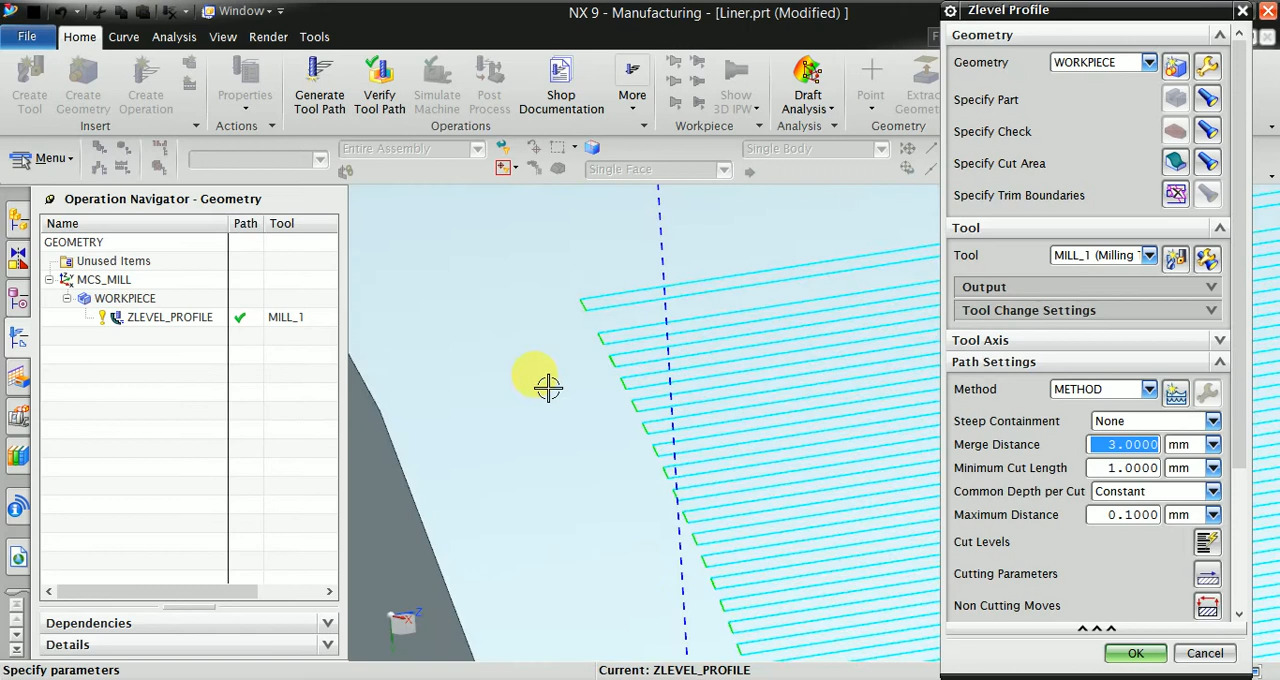 Window
NX 9 - Manufacturing - [Liner.prt (Modified) ]
File Home Curve Analysis View Render Tools
Create Tool
Create Geometry
Create Operation
Properties
Generate Tool Path
Verify Tool Path
Simulate Machine
Post Process
Shop Documentation
More
Show 3D IPW
Draft Analysis
Point
Insert
Actions
Operations
Workpiece
Analysis
Geometry
Menu
Entire Assembly
Single Face
Single Body
Operation Navigator - Geometry
Name Path Tool
GEOMETRY
Unused Items
MCS_MILL
WORKPIECE
ZLEVEL_PROFILE MILL_1
Dependencies
Details
Z
X
Specify parameters
Current: ZLEVEL_PROFILE
Zlevel Profile
Geometry
Geometry WORKPIECE
Specify Part
Specify Check
Specify Cut Area
Specify Trim Boundaries
Tool
Tool MILL_1 (Milling
Output
Tool Change Settings
Tool Axis
Path Settings
Method METHOD
Steep Containment None
Merge Distance 3.0000 mm
Minimum Cut Length 1.0000 mm
Common Depth per Cut Constant
Maximum Distance 0.1000 mm
Cut Levels
Cutting Parameters
Non Cutting Moves
OK Cancel